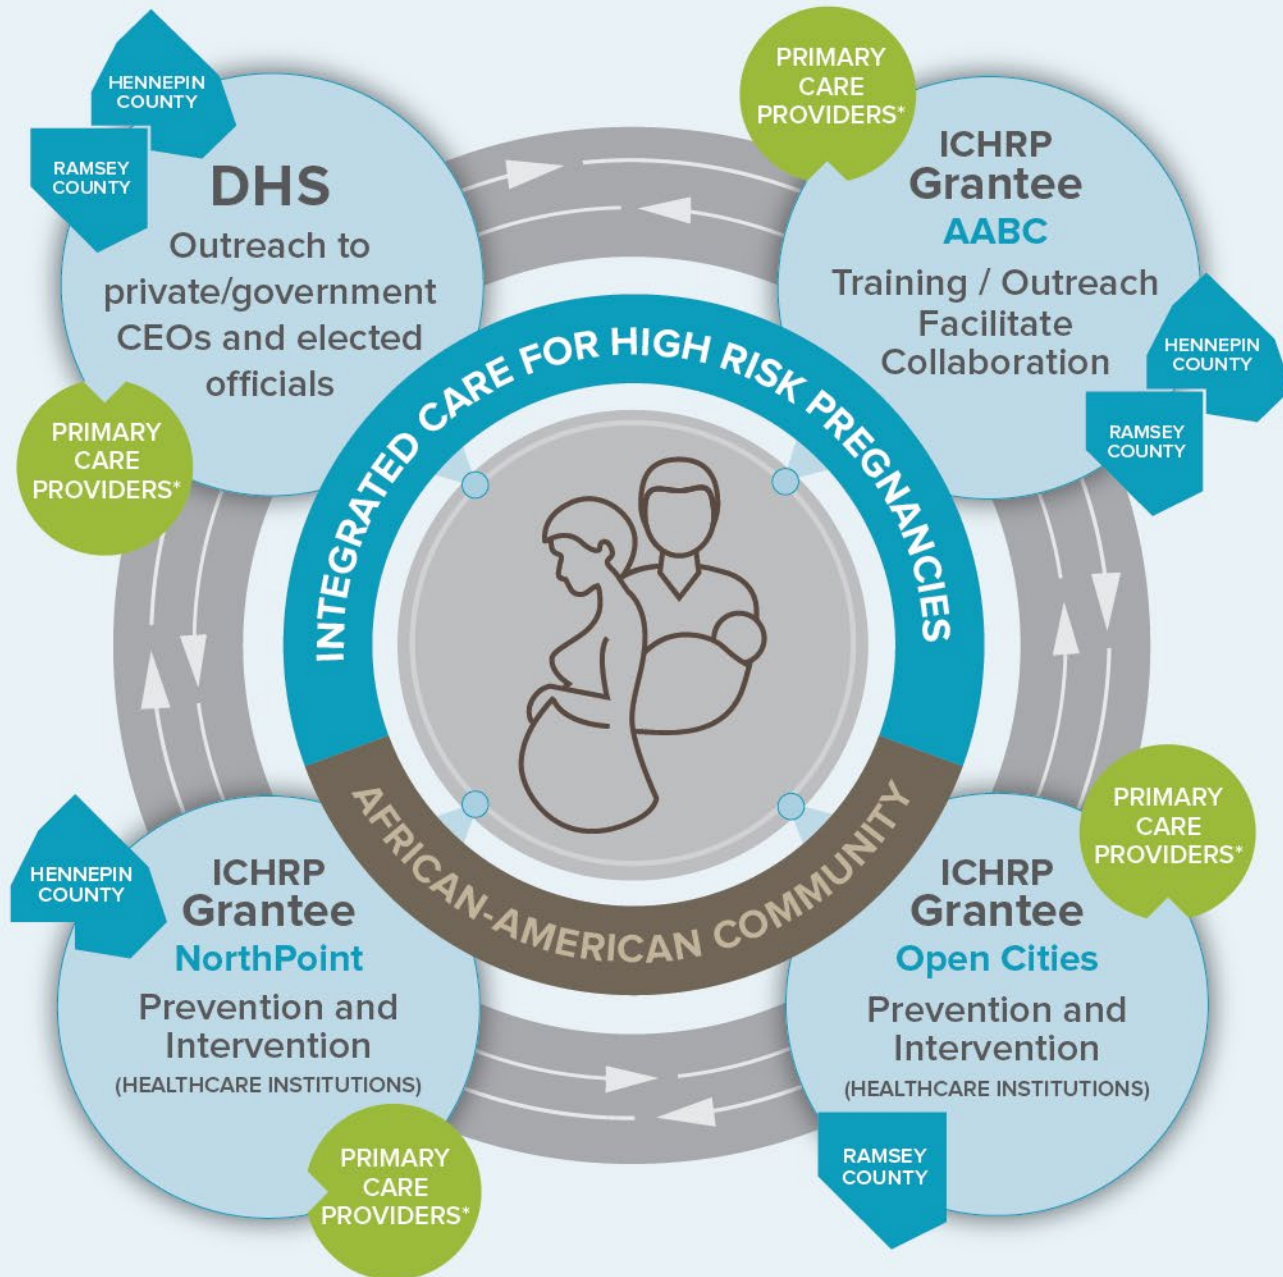 HENNEPIN
COUNTY
RAMSEY
COUNTY
DHS
Outreach to
private/government
CEOs and elected
officials
PRIMARY
CARE
PROVIDERS*
PRIMARY
CARE
PROVIDERS*
ICHRP
Grantee
AABC
Training / Outreach
Facilitate
Collaboration
HENNEPIN
COUNTY
RAMSEY
COUNTY
INTEGRATED CARE FOR HIGH RISK PREGNANCIES
AFRICAN-AMERICAN COMMUNITY
HENNEPIN
COUNTY
ICHRP
Grantee
NorthPoint
Prevention and
Intervention
(HEALTHCARE INSTITUTIONS)
PRIMARY
CARE
PROVIDERS*
PRIMARY
CARE
PROVIDERS*
ICHRP
Grantee
Open Cities
Prevention and
Intervention
(HEALTHCARE INSTITUTIONS)
RAMSEY
COUNTY